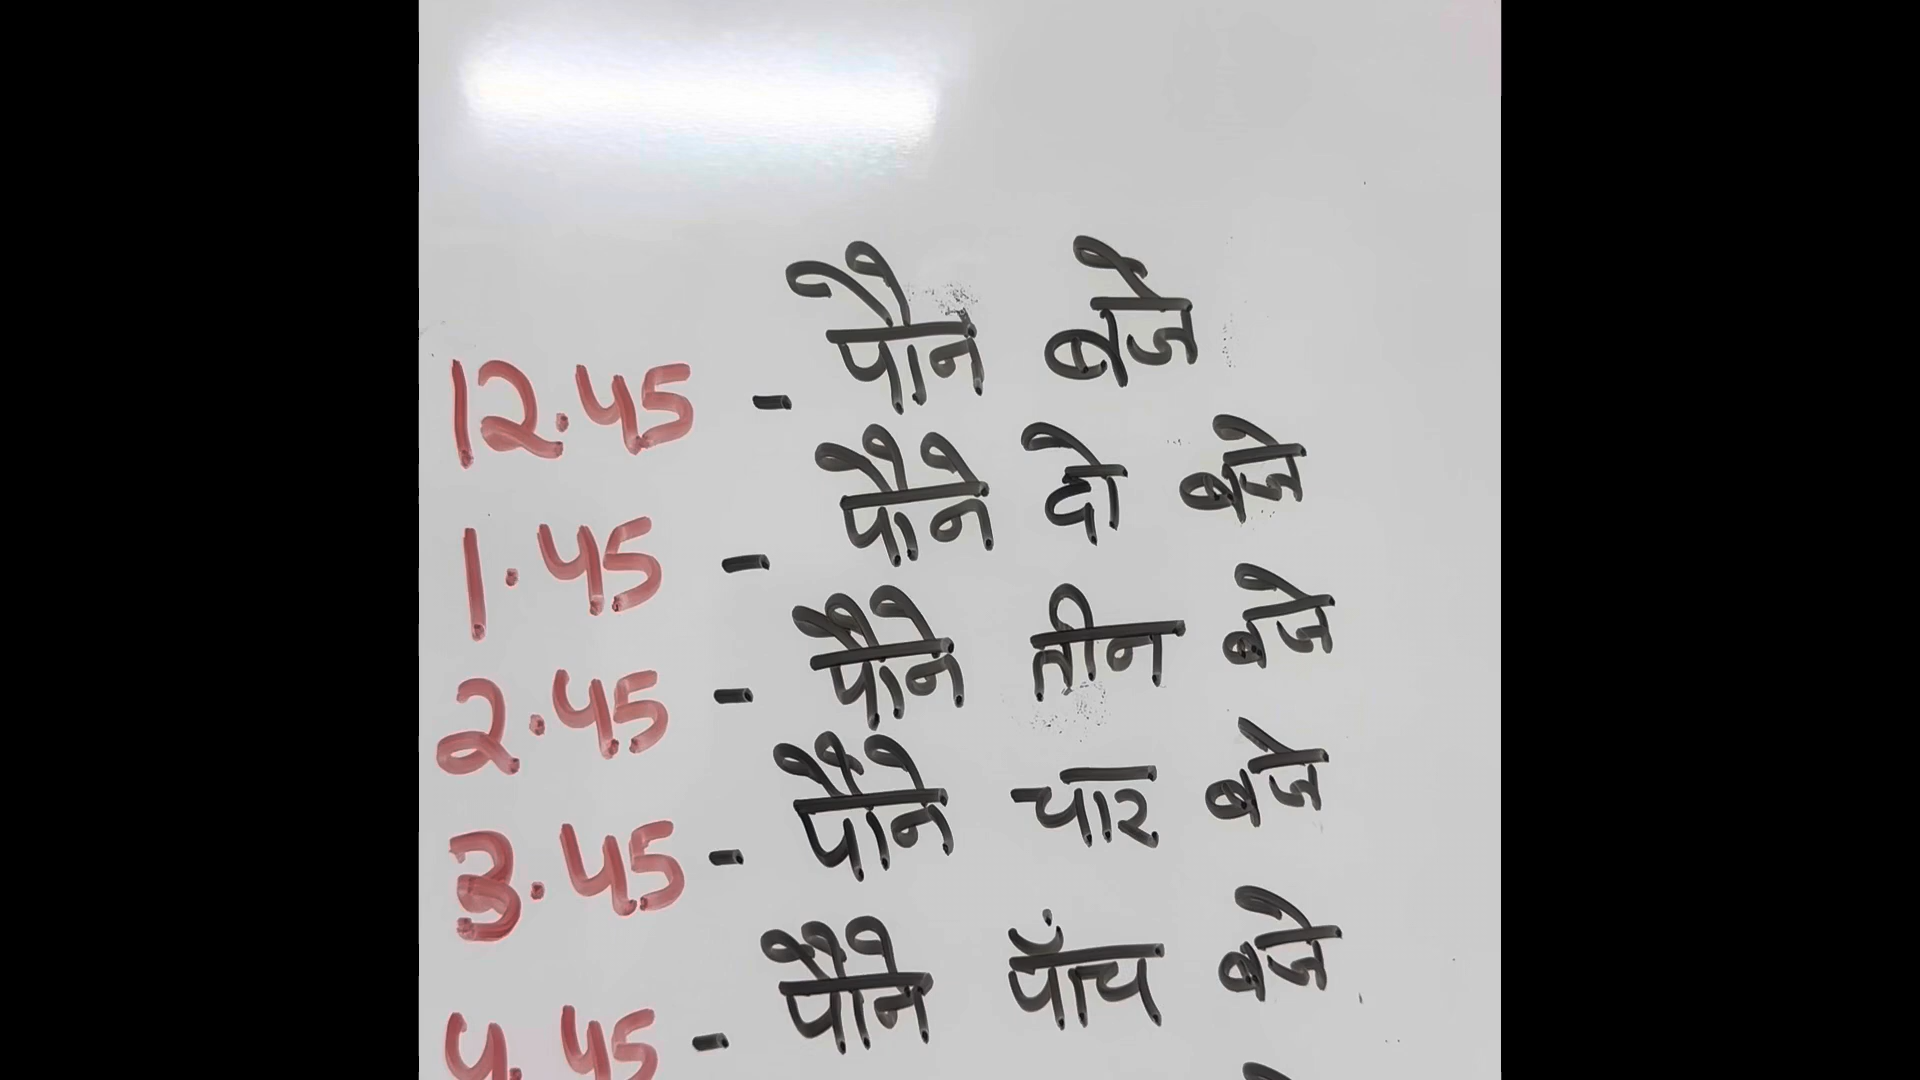 12.45 - पौन बजे
1.45 - पौने दो बजे
2.45 - पौने तीन बजे
3.45 - पौने चार बजे
4.45 - पौने पाँच बजे